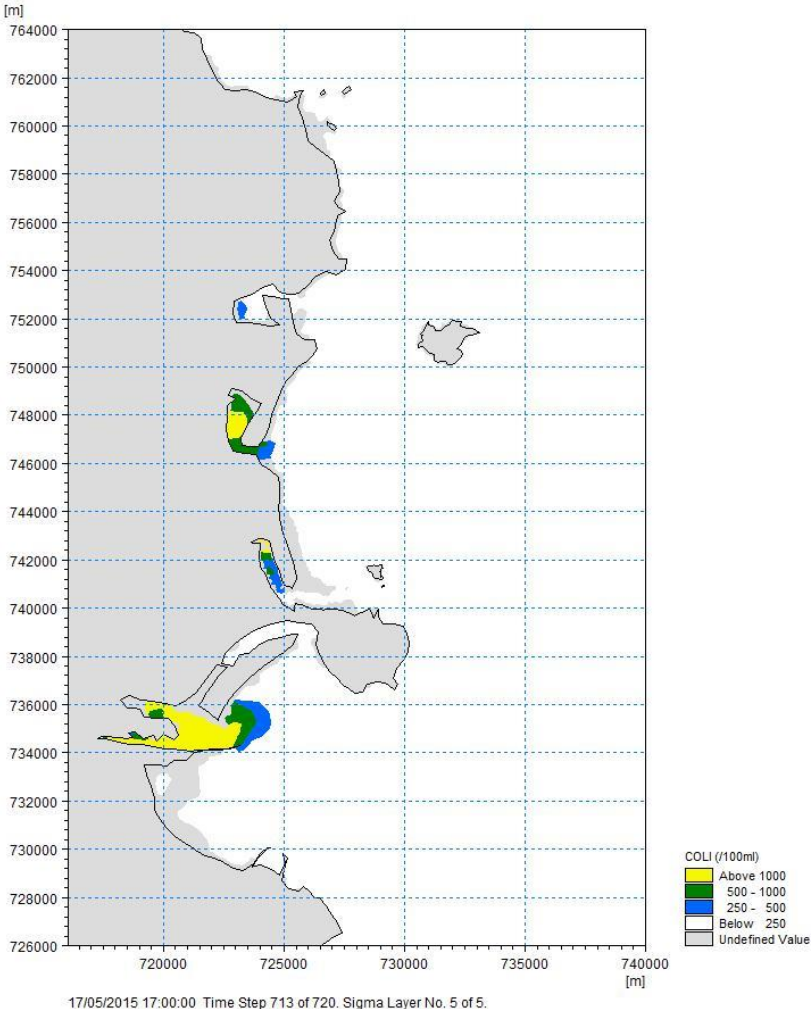 [m]
764000
762000
760000
758000
756000
754000
752000
750000
748000
746000
744000
742000
740000
738000
736000
734000
732000
730000
728000
726000
720000 725000 730000 735000 740000
[m]
COLI (/100ml)
Above 1000
500 - 1000
250 - 500
Below 250
Undefined Value
17/05/2015 17:00:00 Time Step 713 of 720. Sigma Layer No. 5 of 5.